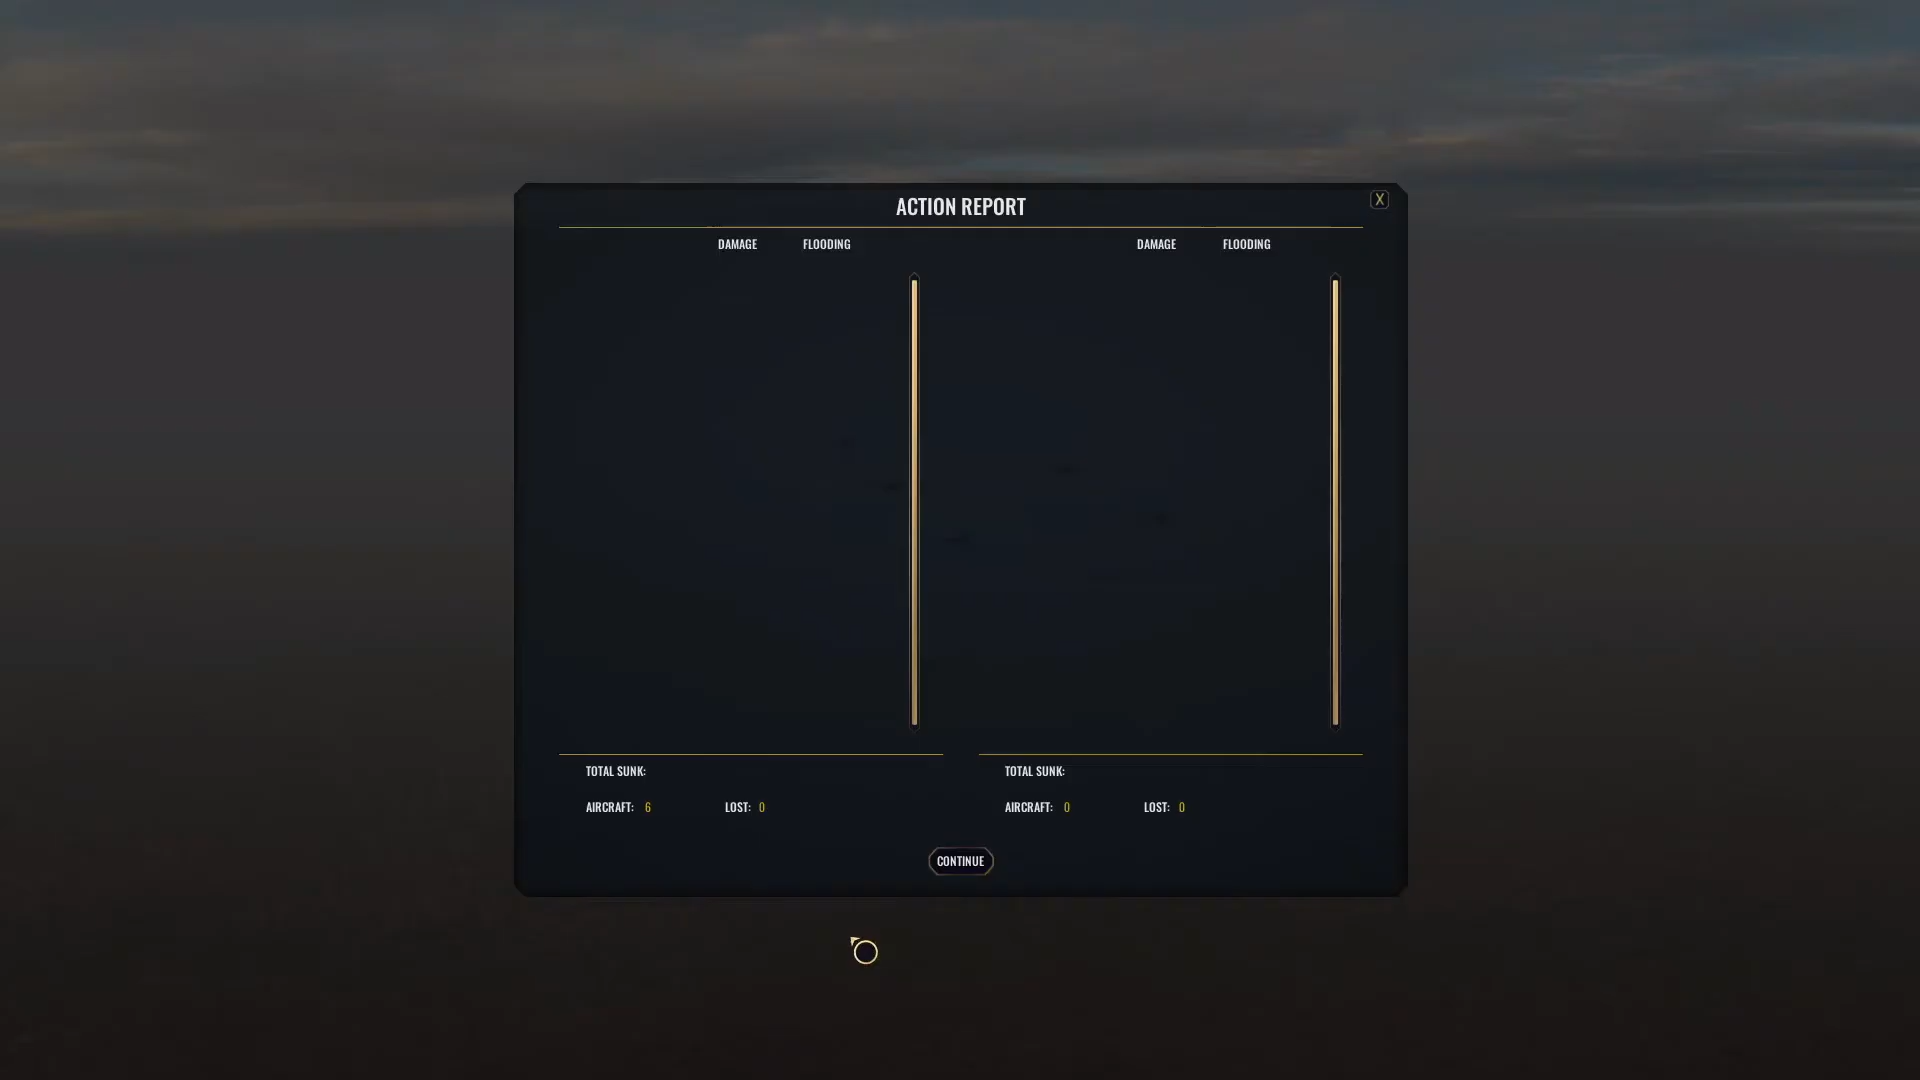 ACTION REPORT
X
DAMAGE FLOODING DAMAGE FLOODING
TOTAL SUNK: TOTAL SUNK:
AIRCRAFT: 6 LOST: 0 AIRCRAFT: 0 LOST: 0
CONTINUE